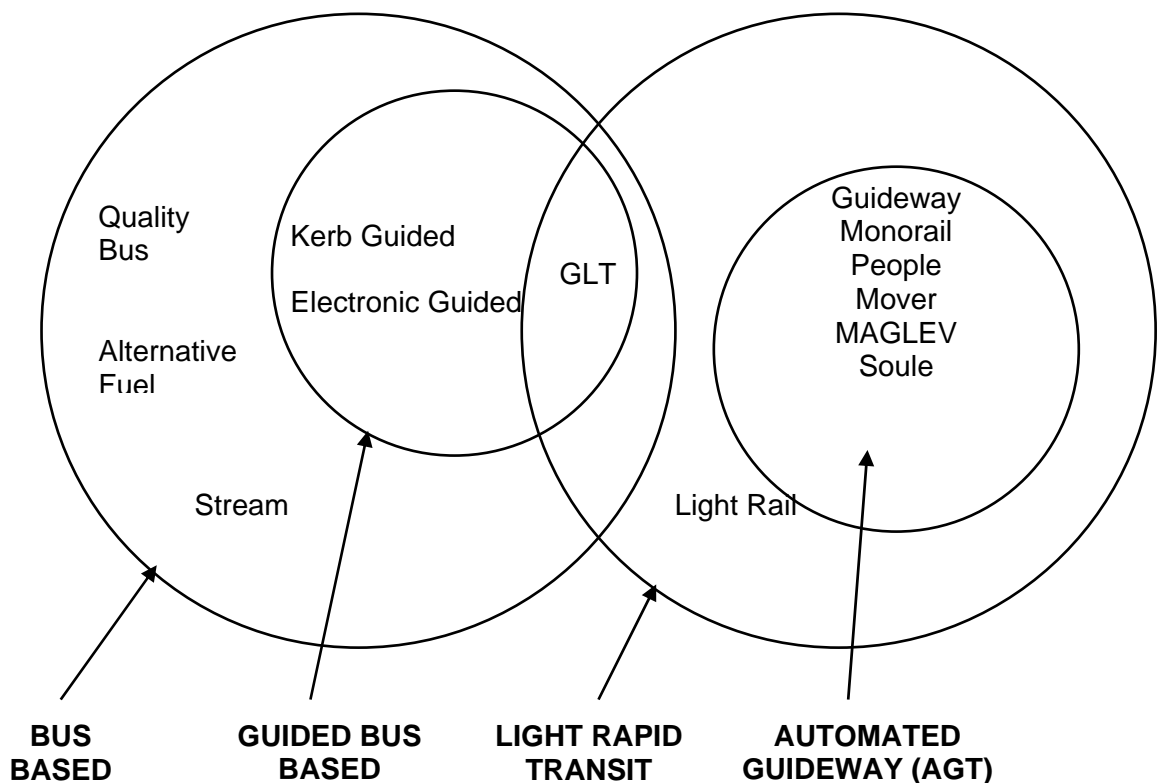 Quality
Bus
Alternative
Fuel
Stream
Kerb Guided
Electronic Guided
GLT
Guideway
Monorail
People
Mover
MAGLEV
Soule
Light Rail
BUS
BASED
GUIDED BUS
BASED
LIGHT RAPID
TRANSIT
AUTOMATED
GUIDEWAY (AGT)